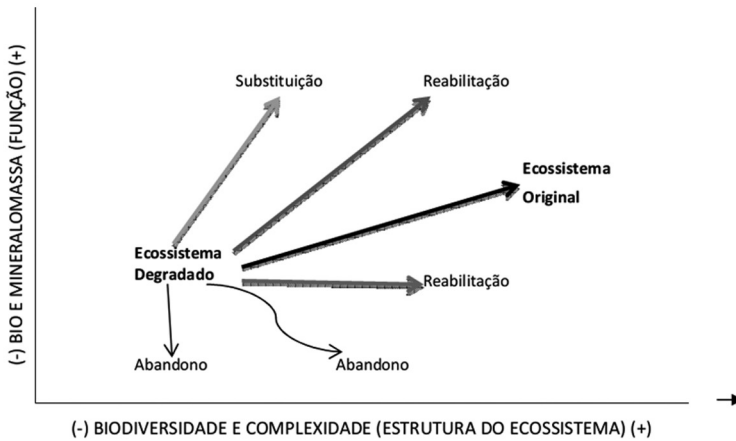 (-) BIO E MINERALOMASSA (FUNÇÃO) (+)
Substituição
Reabilitação
Ecossistema
Original
Ecossistema
Degradado
Reabilitação
Abandono
Abandono
(-) BIODIVERSIDADE E COMPLEXIDADE (ESTRUTURA DO ECOSSISTEMA) (+)